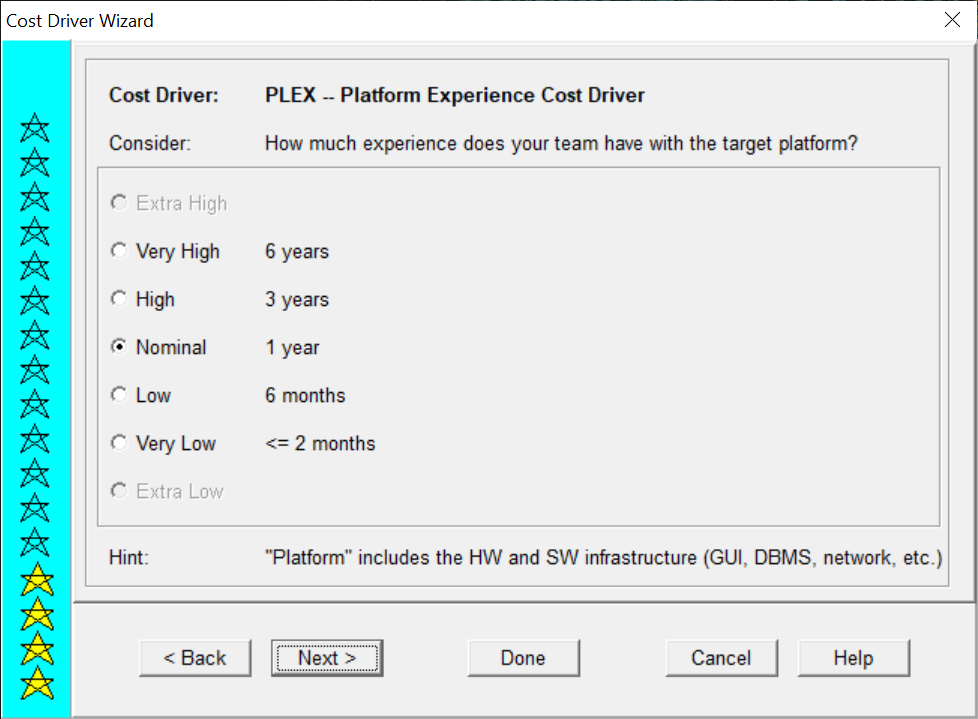 Cost Driver Wizard
Cost Driver: PLEX -- Platform Experience Cost Driver
Consider: How much experience does your team have with the target platform?
Extra High
Very High 6 years
High 3 years
Nominal 1 year
Low 6 months
Very Low <= 2 months
Extra Low
Hint: "Platform" includes the HW and SW infrastructure (GUI, DBMS, network, etc.)
< Back Next > Done Cancel Help